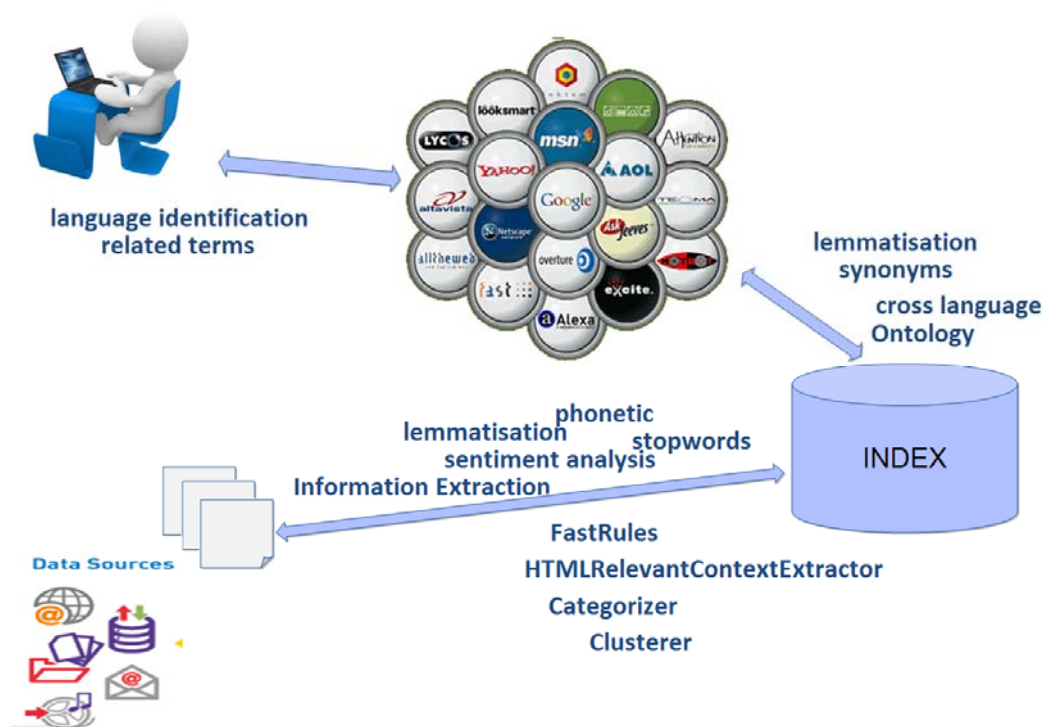 looksmart
LYCOS
msn
Attention
YAHOO!
AOL
altavista
Google
TEOMA
Netscape
Ask
Jeeves
alltheweb
overture
fast
excite.
a Alexa
language identification
related terms
lemmatisation
synonyms
cross language
Ontology
INDEX
phonetic
lemmatisation
stopwords
sentiment analysis
Information Extraction
FastRules
HTMLRelevantContextExtractor
Categorizer
Clusterer
Data Sources
@
@